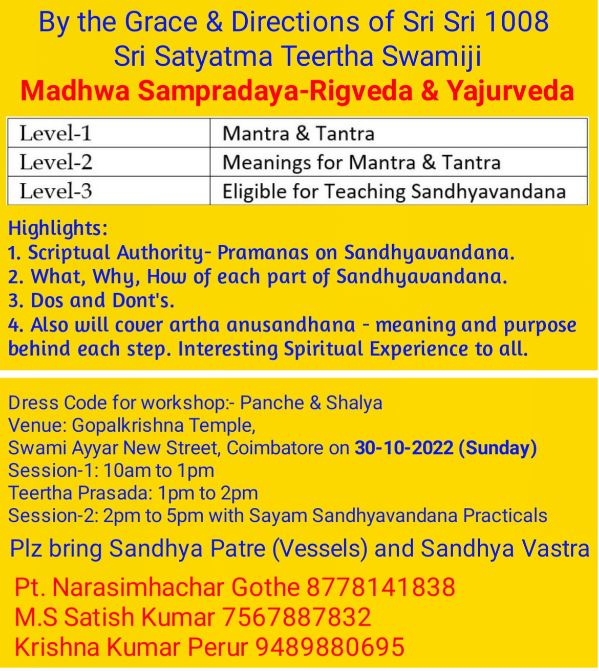 By the Grace & Directions of Sri Sri 1008
Sri Satyatma Teertha Swamiji
Madhwa Sampradaya-Rigveda & Yajurveda
Level-1 Mantra & Tantra
Level-2 Meanings for Mantra & Tantra
Level-3 Eligible for Teaching Sandhyavandana
Highlights:
1. Scriptual Authority- Pramanas on Sandhyavandana.
2. What, Why, How of each part of Sandhyavandana.
3. Dos and Dont's.
4. Also will cover artha anusandhana - meaning and purpose
behind each step. Interesting Spiritual Experience to all.
Dress Code for workshop:- Panche & Shalya
Venue: Gopalkrishna Temple,
Swami Ayyar New Street, Coimbatore on 30-10-2022 (Sunday)
Session-1: 10am to 1pm
Teertha Prasada: 1pm to 2pm
Session-2: 2pm to 5pm with Sayam Sandhyavandana Practicals
Plz bring Sandhya Patre (Vessels) and Sandhya Vastra
Pt. Narasimhachar Gothe 8778141838
M.S Satish Kumar 7567887832
Krishna Kumar Perur 9489880695